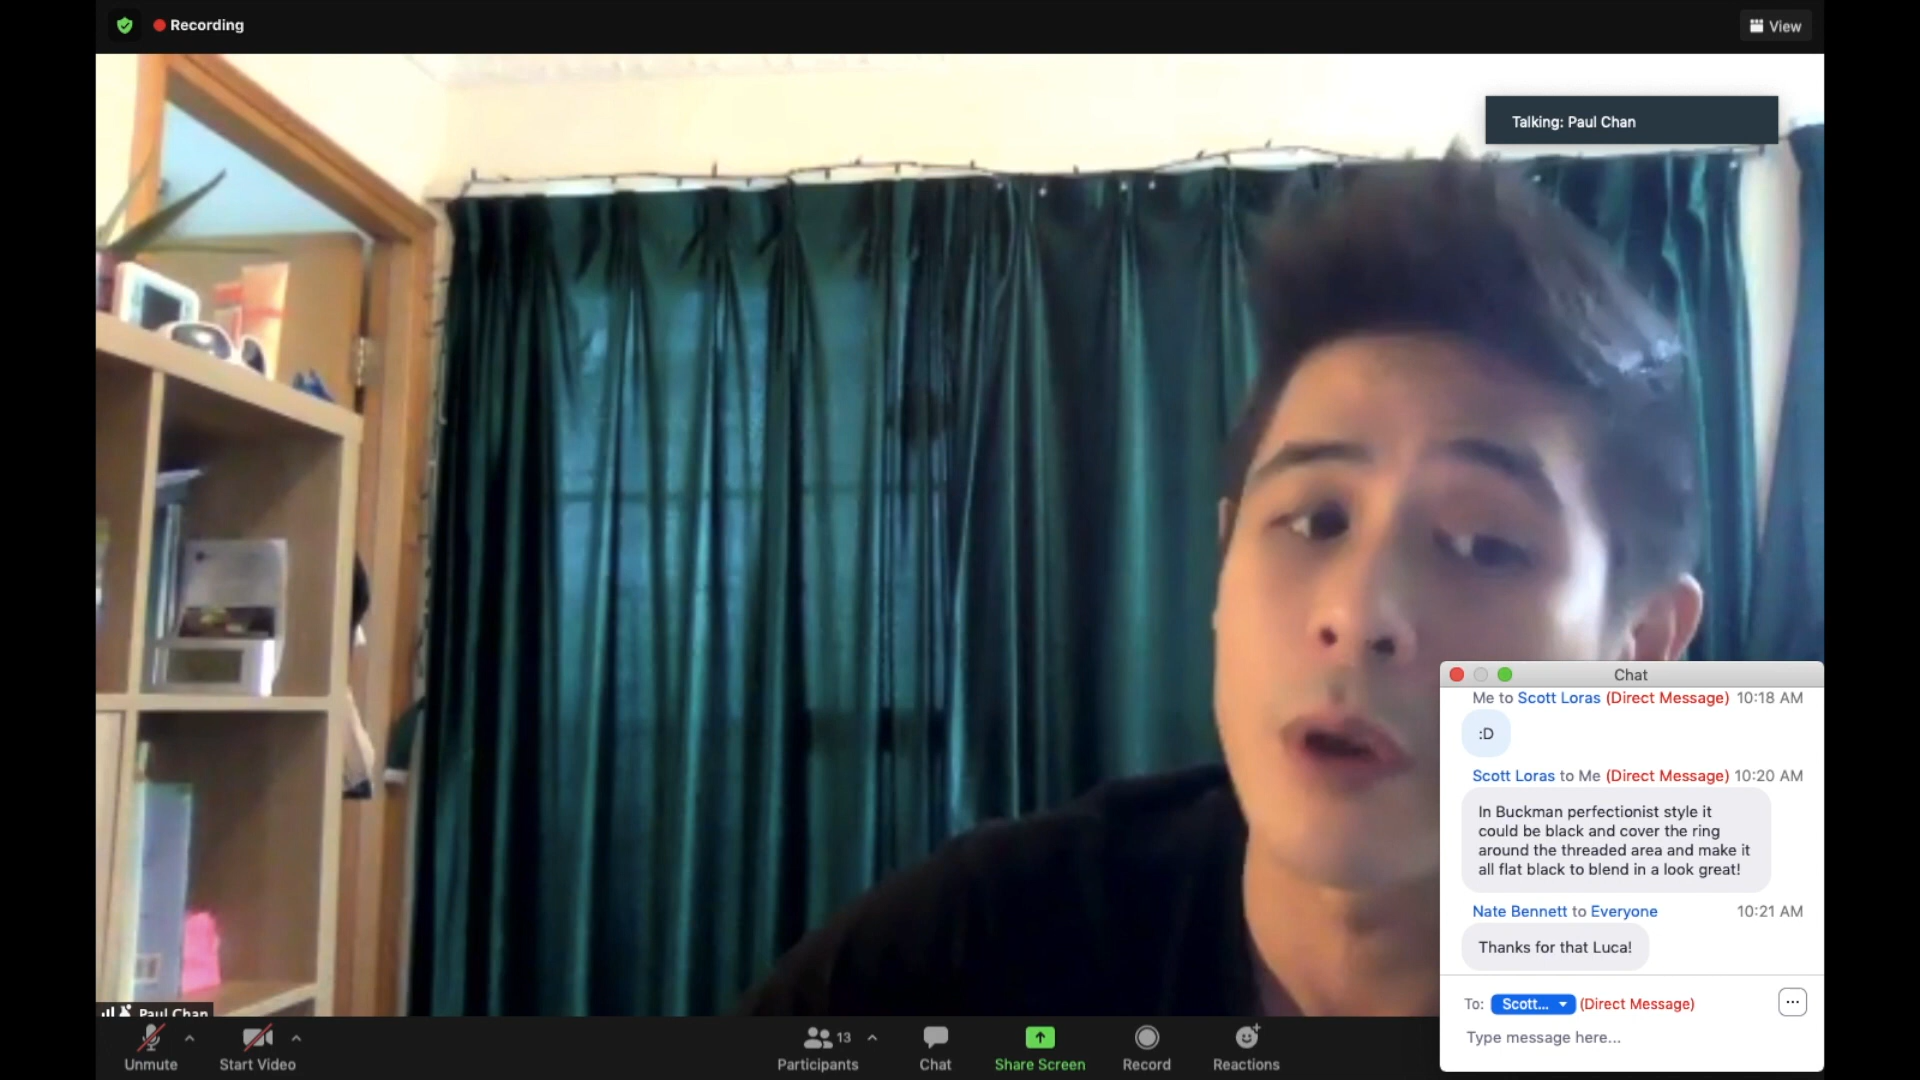 Recording
View
Talking: Paul Chan
Chat
Me to Scott Loras (Direct Message) 10:18 AM
:D
Scott Loras to Me (Direct Message) 10:20 AM
In Buckman perfectionist style it
could be black and cover the ring
around the threaded area and make it
all flat black to blend in a look great!
Nate Bennett to Everyone 10:21 AM
Thanks for that Luca!
To: Scott... (Direct Message)
Type message here...
Paul Chan
Unmute
Start Video
13
Participants
Chat
Share Screen
Record
Reactions